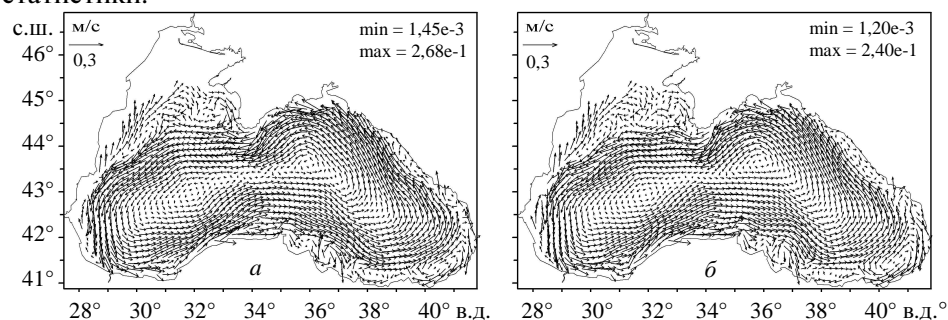 статистики.
с.ш. м/с min = 1,45e-3 м/с min = 1,20e-3
46° 0,3 max = 2,68e-1 0,3 max = 2,40e-1
45°
44°
43°
42°
41° а б
28° 30° 32° 34° 36° 38° 40° в.д. 28° 30° 32° 34° 36° 38° 40° в.д.°